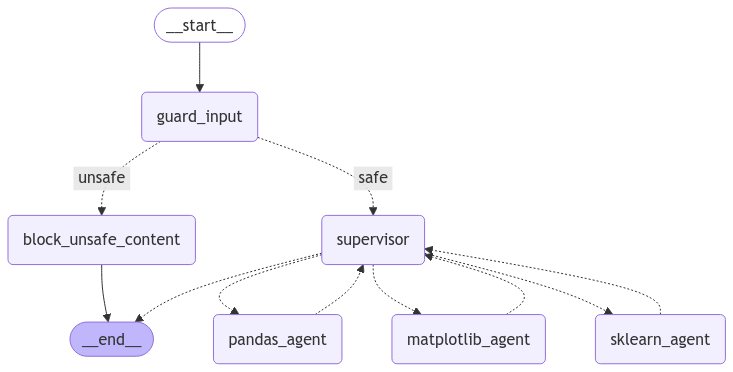 __start__
guard_input
unsafe
safe
block_unsafe_content
supervisor
__end__
pandas_agent
matplotlib_agent
sklearn_agent